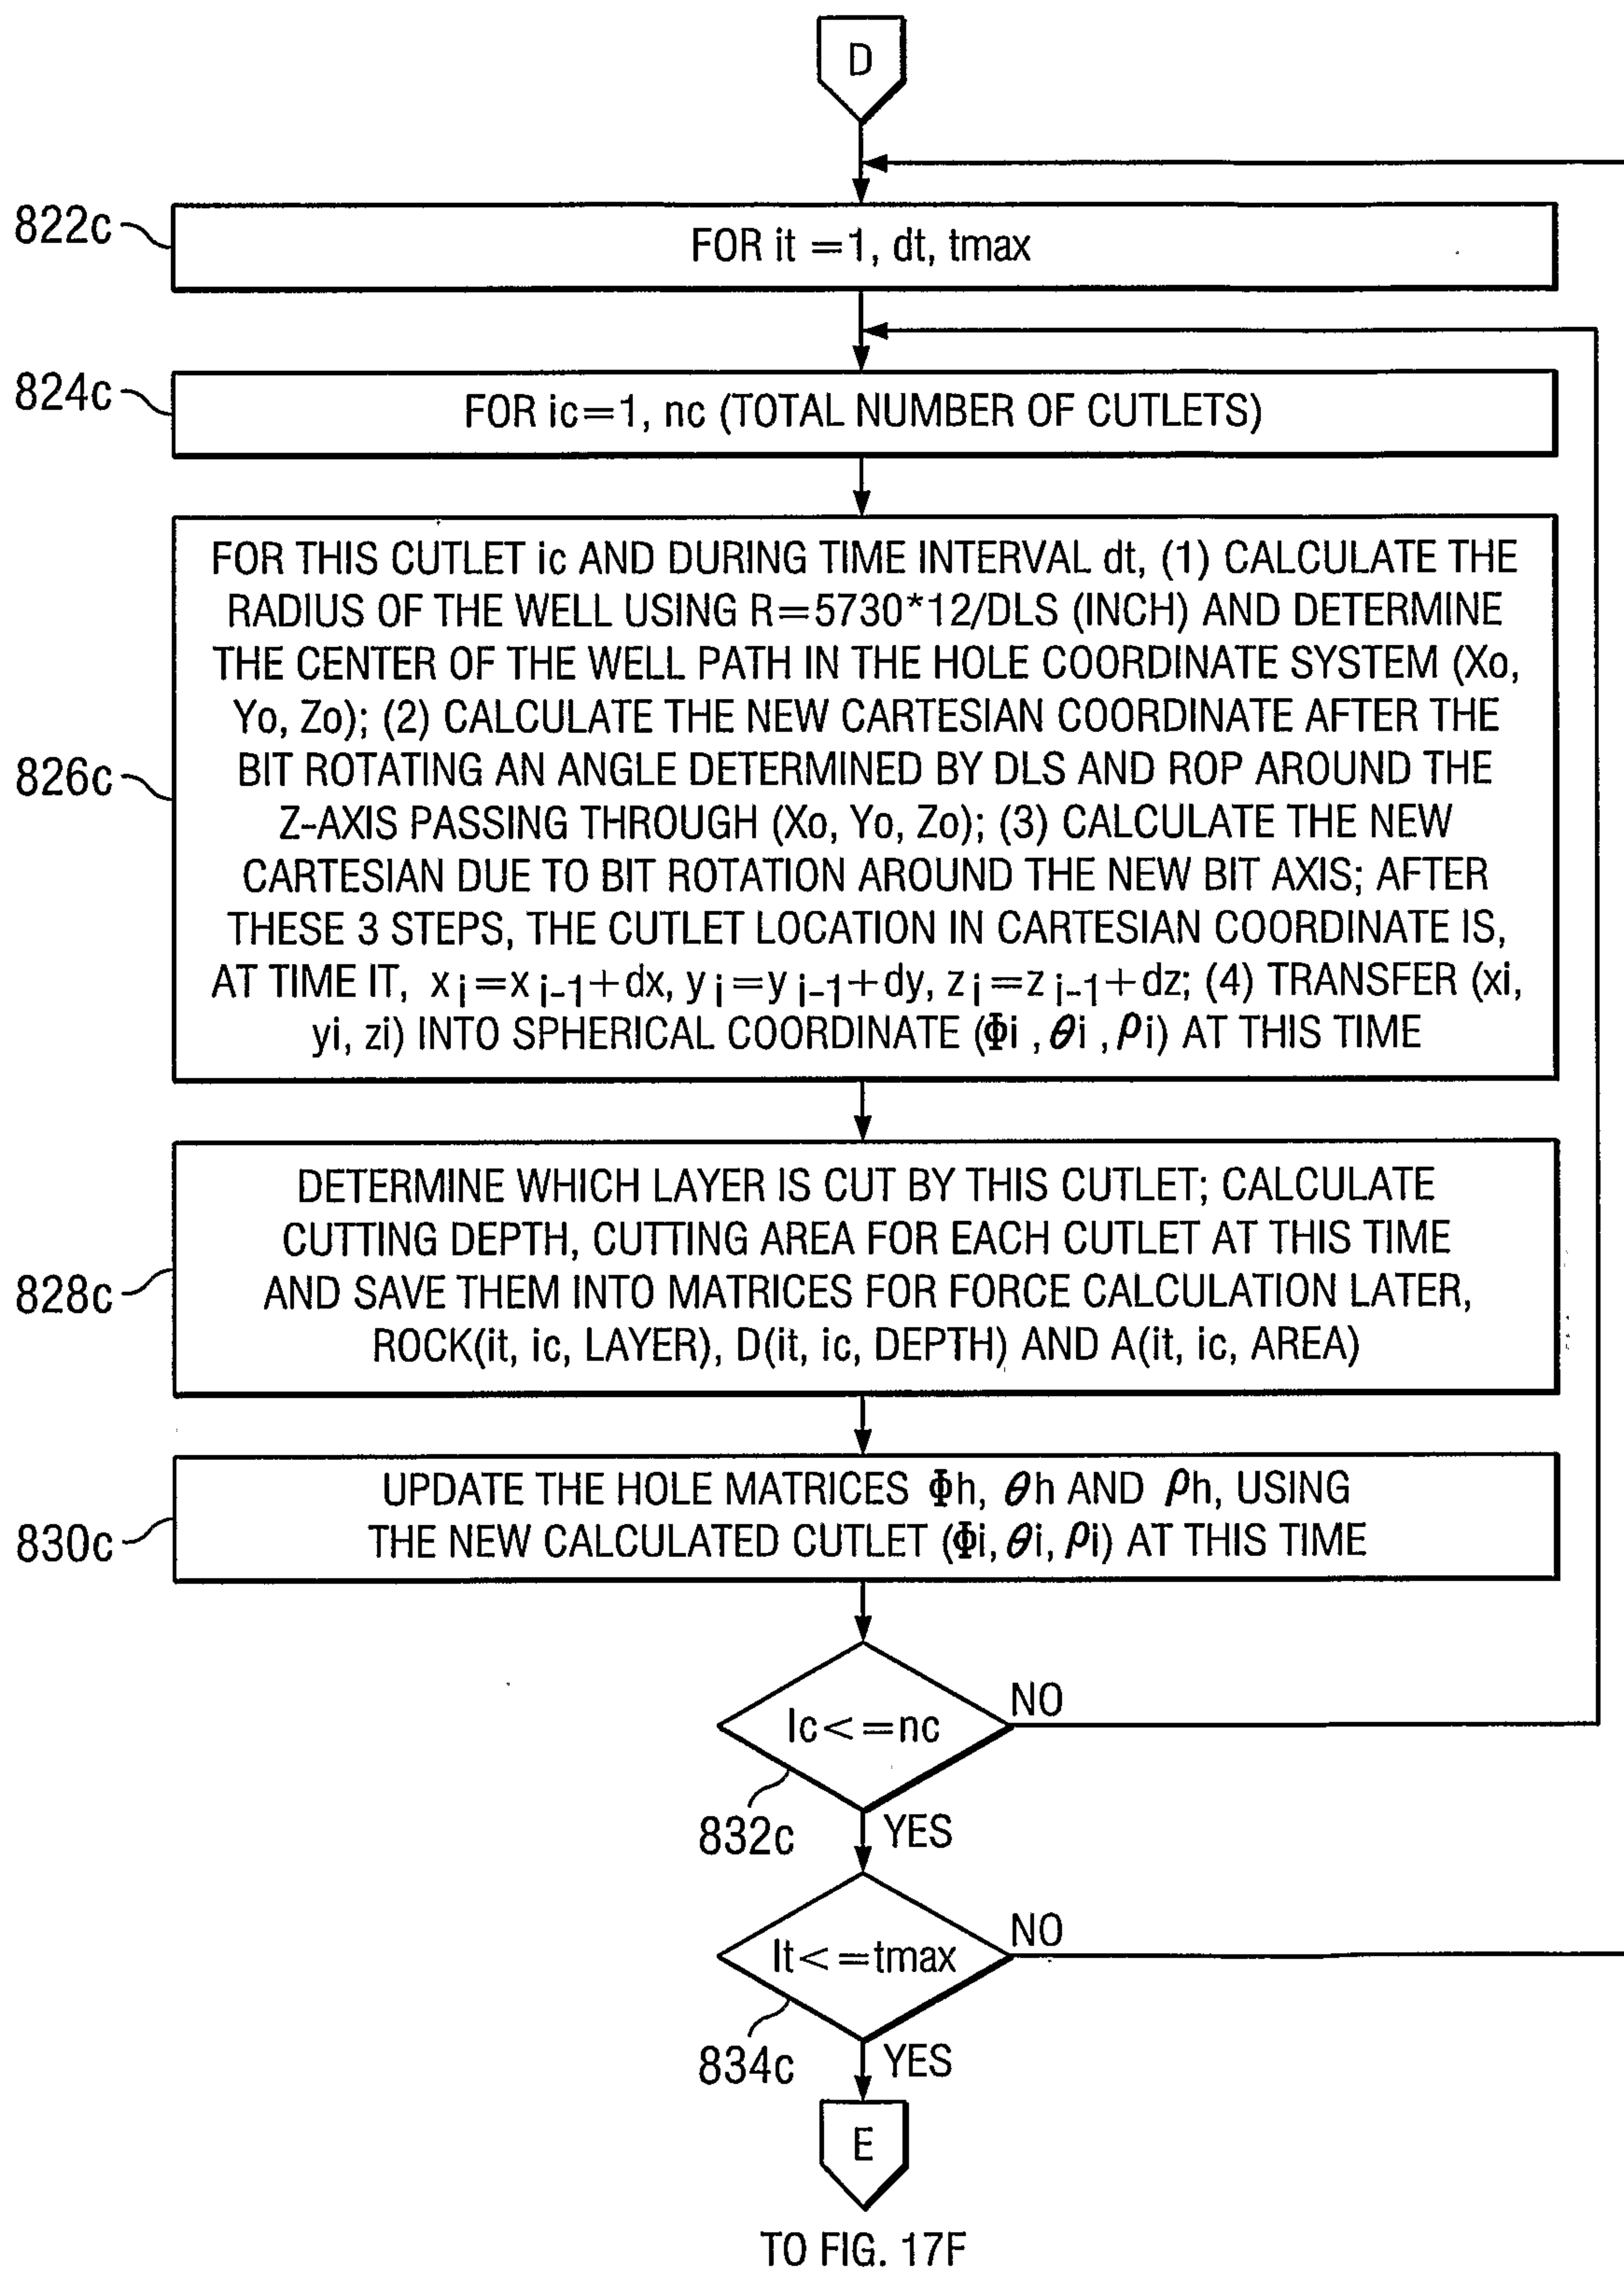 D
822c
FOR it =1, dt, tmax
824c
FOR ic=1, nc (TOTAL NUMBER OF CUTLETS)
826c
FOR THIS CUTLET ic AND DURING TIME INTERVAL dt, (1) CALCULATE THE
RADIUS OF THE WELL USING R=5730*12/DLS (INCH) AND DETERMINE
THE CENTER OF THE WELL PATH IN THE HOLE COORDINATE SYSTEM (Xo,
Yo, Zo); (2) CALCULATE THE NEW CARTESIAN COORDINATE AFTER THE
BIT ROTATING AN ANGLE DETERMINED BY DLS AND ROP AROUND THE
Z-AXIS PASSING THROUGH (Xo, Yo, Zo); (3) CALCULATE THE NEW
CARTESIAN DUE TO BIT ROTATION AROUND THE NEW BIT AXIS; AFTER
THESE 3 STEPS, THE CUTLET LOCATION IN CARTESIAN COORDINATE IS,
AT TIME IT, x i=x i-1+dx, y i=y i-1+dy, z i=z i-1+dz; (4) TRANSFER (xi,
yi, zi) INTO SPHERICAL COORDINATE (Φi , θi , ρi) AT THIS TIME
828c
DETERMINE WHICH LAYER IS CUT BY THIS CUTLET; CALCULATE
CUTTING DEPTH, CUTTING AREA FOR EACH CUTLET AT THIS TIME
AND SAVE THEM INTO MATRICES FOR FORCE CALCULATION LATER,
ROCK(it, ic, LAYER), D(it, ic, DEPTH) AND A(it, ic, AREA)
830c
UPDATE THE HOLE MATRICES Φh, θh AND ρh, USING
THE NEW CALCULATED CUTLET (Φi, θi, ρi) AT THIS TIME
Ic<=nc
NO
832c
YES
It<=tmax
NO
834c
YES
E
TO FIG. 17F